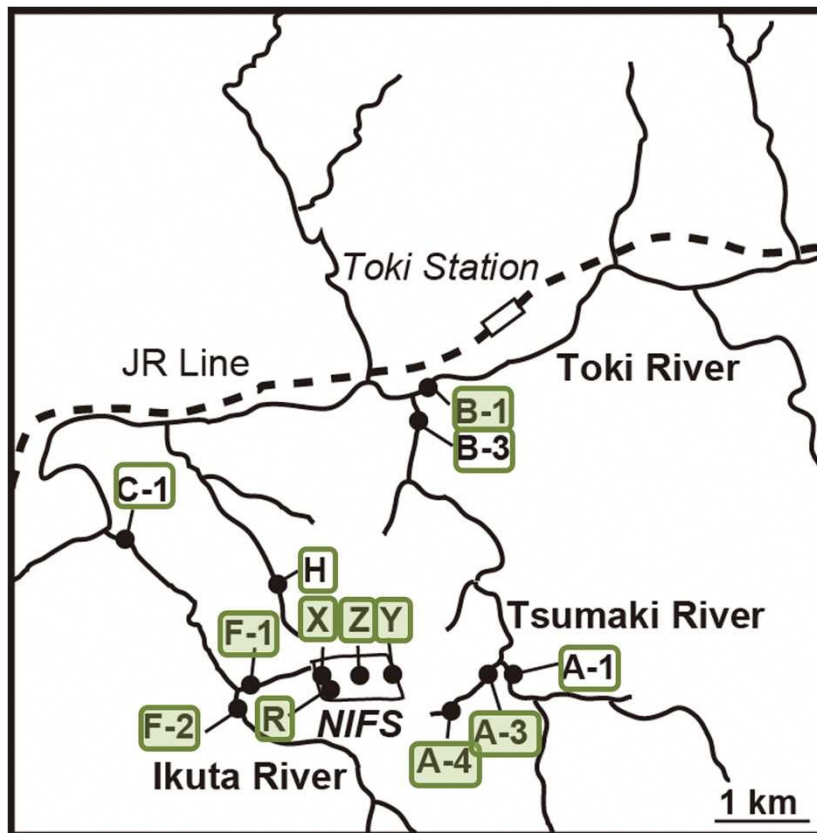 Toki Station
JR Line
Toki River
B-1
B-3
C-1
H
X
Z
Y
Tsumaki River
F-1
A-1
R
NIFS
F-2
A-3
A-4
Ikuta River
1 km